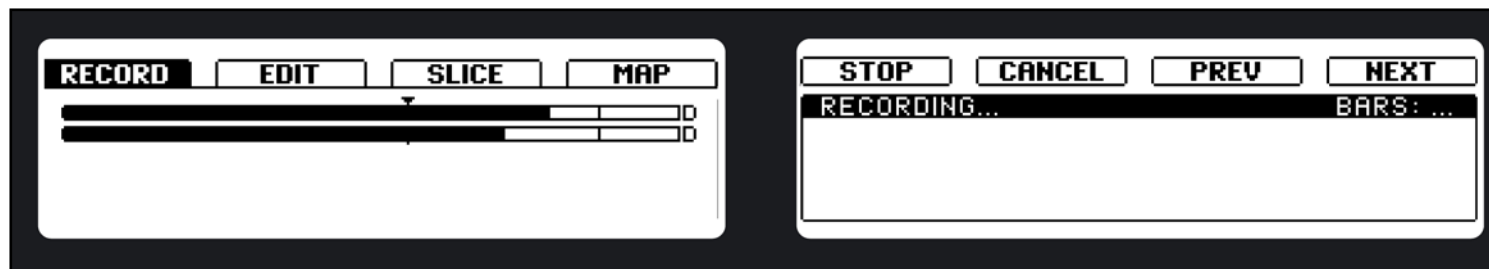 RECORD EDIT SLICE MAP
STOP CANCEL PREV NEXT
RECORDING... BARS: ...